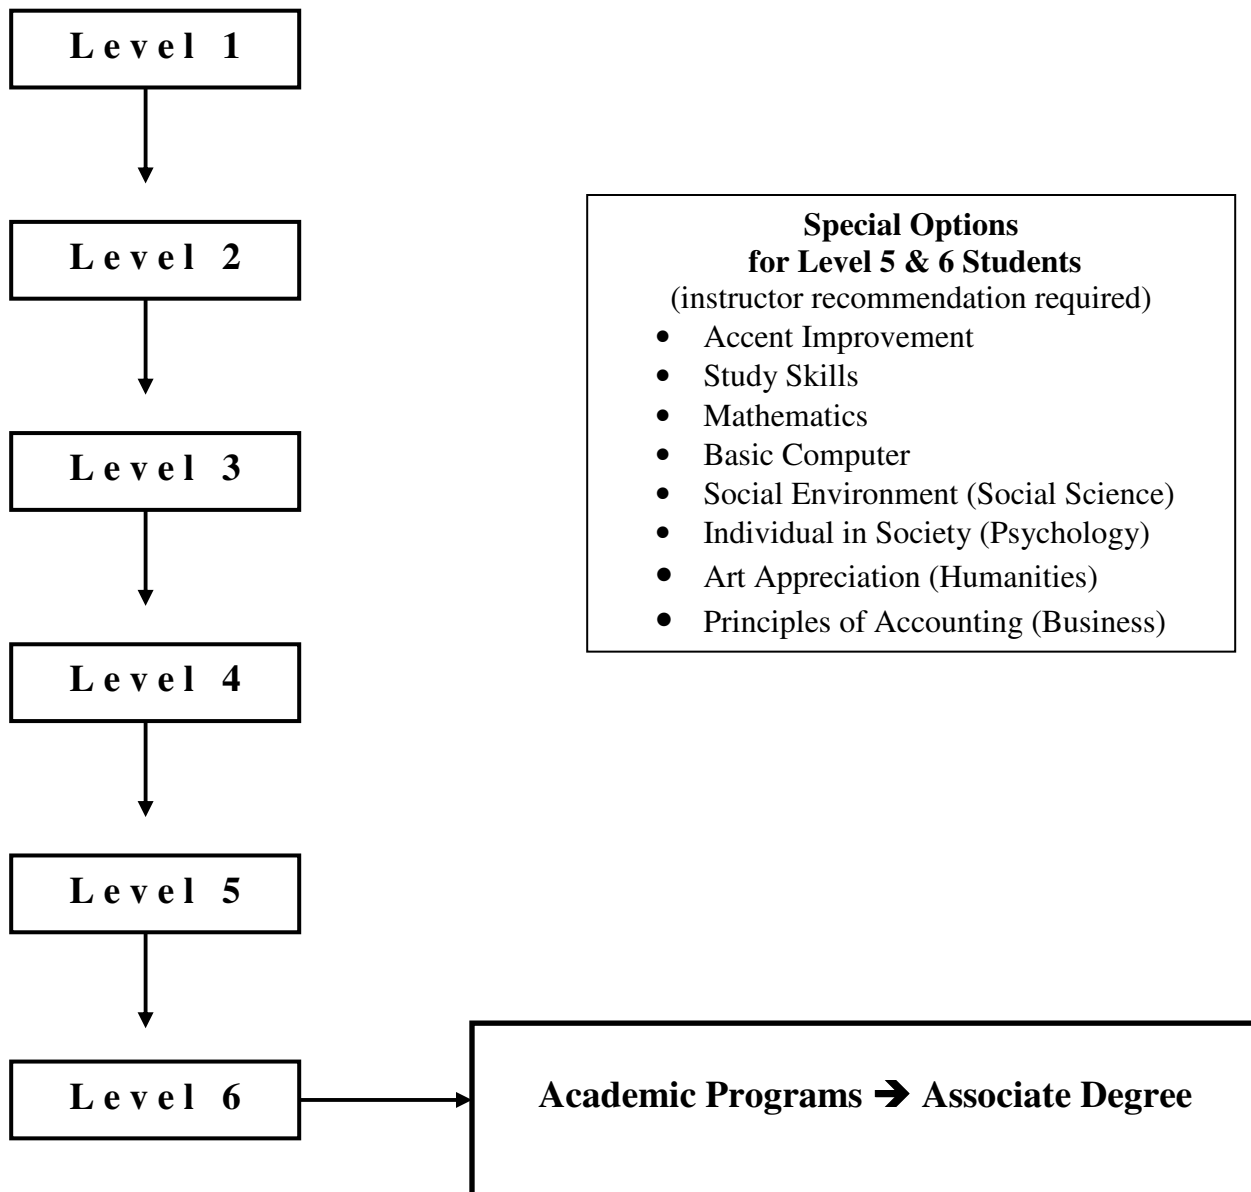 Level 1
Level 2
Level 3
Level 4
Level 5
Level 6
Special Options
for Level 5 & 6 Students
(instructor recommendation required)
• Accent Improvement
• Study Skills
• Mathematics
• Basic Computer
• Social Environment (Social Science)
• Individual in Society (Psychology)
• Art Appreciation (Humanities)
• Principles of Accounting (Business)
Academic Programs ➔ Associate Degree